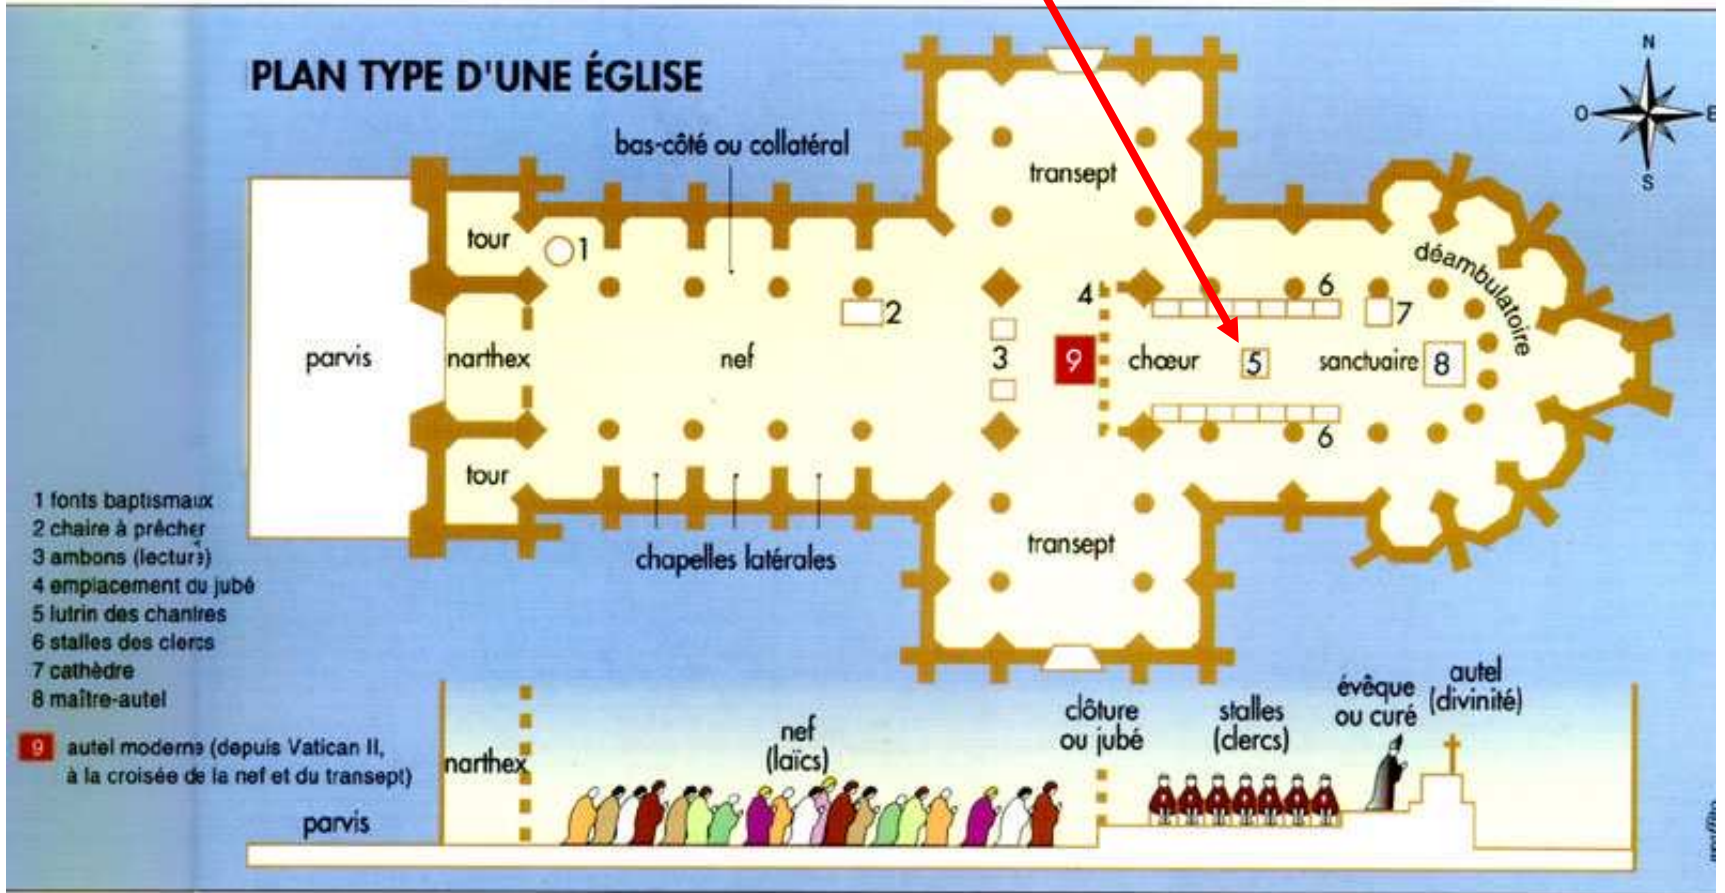 PLAN TYPE D'UNE ÉGLISE
N
O
E
S
bas-côté ou collatéral
transept
tour
1
déambulatoire
4
6
2
7
parvis
narthex
nef
3
9
chœur
5
sanctuaire
8
6
tour
chapelles latérales
transept
1 fonts baptismaux
2 chaire à prêcher
3 ambons (lecture)
4 emplacement du jubé
5 lutrin des chantres
6 stalles des clercs
7 cathèdre
8 maître-autel
9 autel moderne (depuis Vatican II,
à la croisée de la nef et du transept)
parvis
narthex
nef
(laïcs)
clôture
ou jubé
stalles
(clercs)
évêque
ou curé
autel
(divinité)